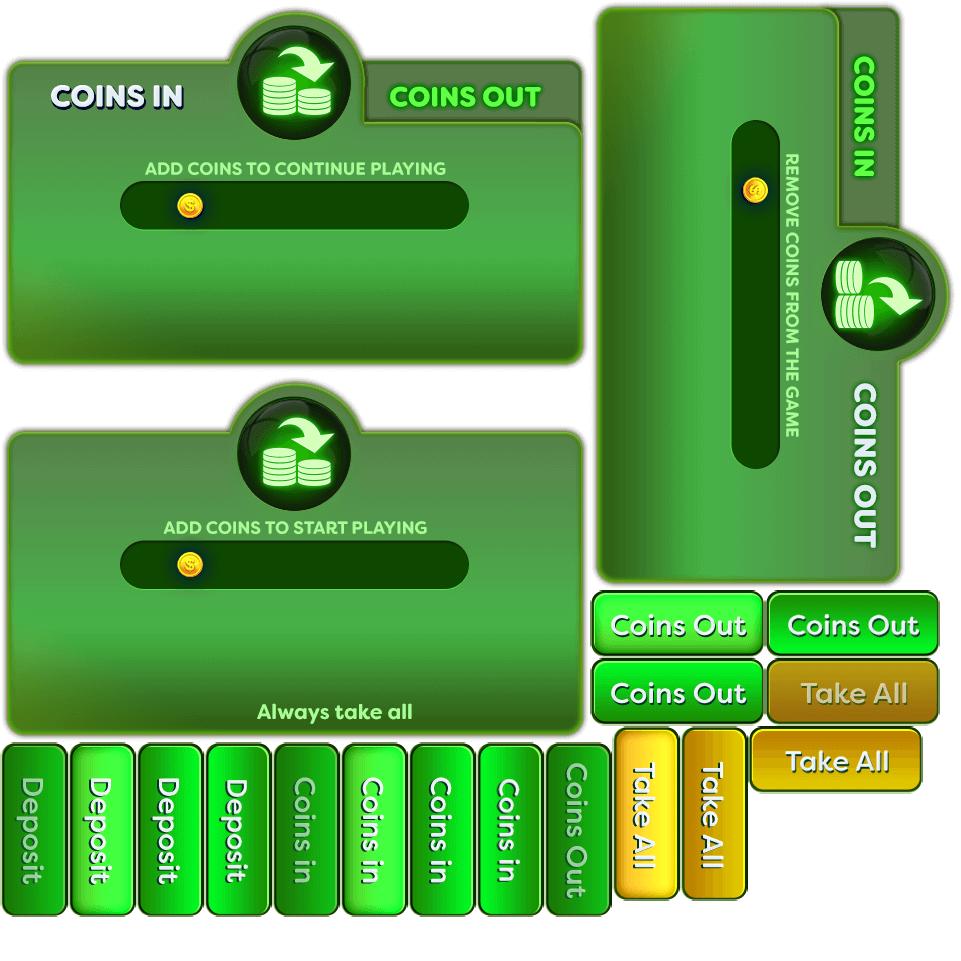 COINS IN
COINS OUT
ADD COINS TO CONTINUE PLAYING
COINS IN
REMOVE COINS FROM THE GAME
COINS OUT
ADD COINS TO START PLAYING
Always take all
Coins Out
Coins Out
Coins Out
Take All
Take All
Deposit
Deposit
Deposit
Deposit
Coins in
Coins in
Coins in
Coins in
Coins Out
Take All
Take All